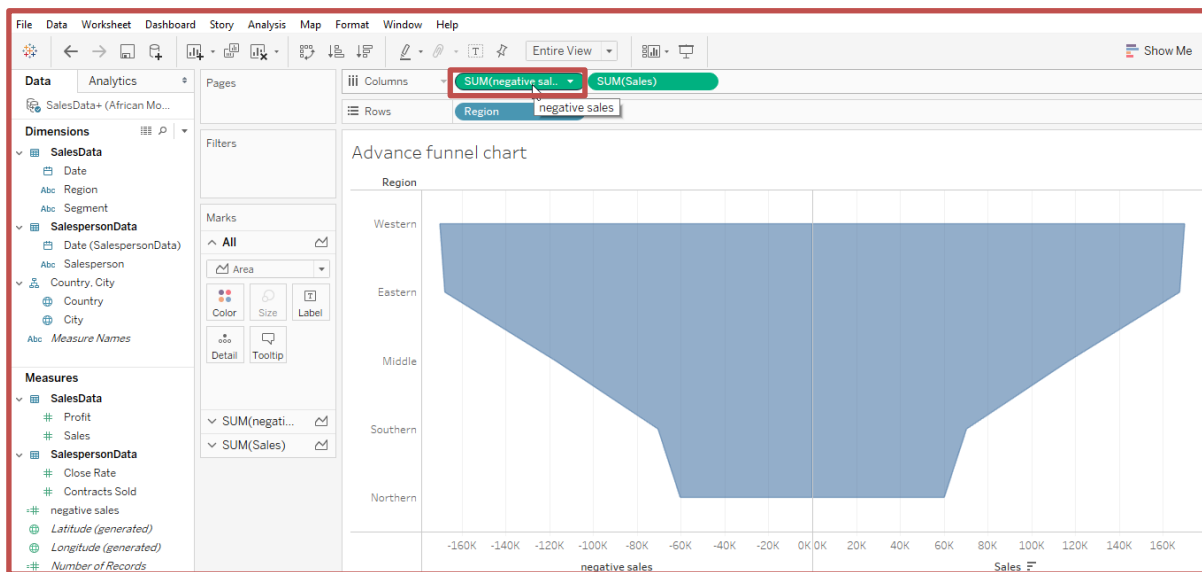 File Data Worksheet Dashboard Story Analysis Map Format Window Help
Entire View
Show Me
Data Analytics
SalesData+ (African Mo...
Dimensions
SalesData
Date
Abc Region
Abc Segment
SalespersonData
Date (SalespersonData)
Abc Salesperson
Country, City
Country
City
Abc Measure Names
Measures
SalesData
# Profit
# Sales
SalespersonData
# Close Rate
# Contracts Sold
=# negative sales
Latitude (generated)
Longitude (generated)
=# Number of Records
Pages
Filters
Marks
All
Area
Color Size Label
T
Detail Tooltip
SUM(negati...
SUM(Sales)
iii Columns SUM(negative sal.. SUM(Sales)
Rows Region
negative sales
Advance funnel chart
Region
Western
Eastern
Middle
Southern
Northern
-160K -140K -120K -100K -80K -60K -40K -20K 0K 0K 20K 40K 60K 80K 100K 120K 140K 160K
negative sales Sales